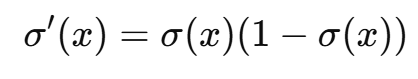 σ′(x) = σ(x)(1 − σ(x))